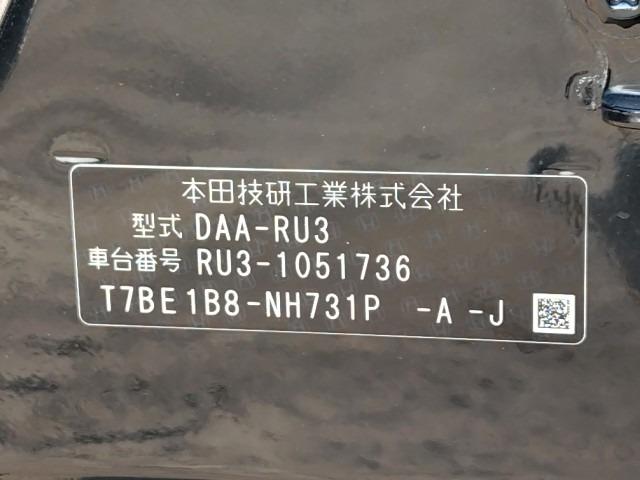 本田技研工業株式会社
型式 DAA-RU3
車台番号 RU3-1051736
T7BE1B8-NH731P -A -J